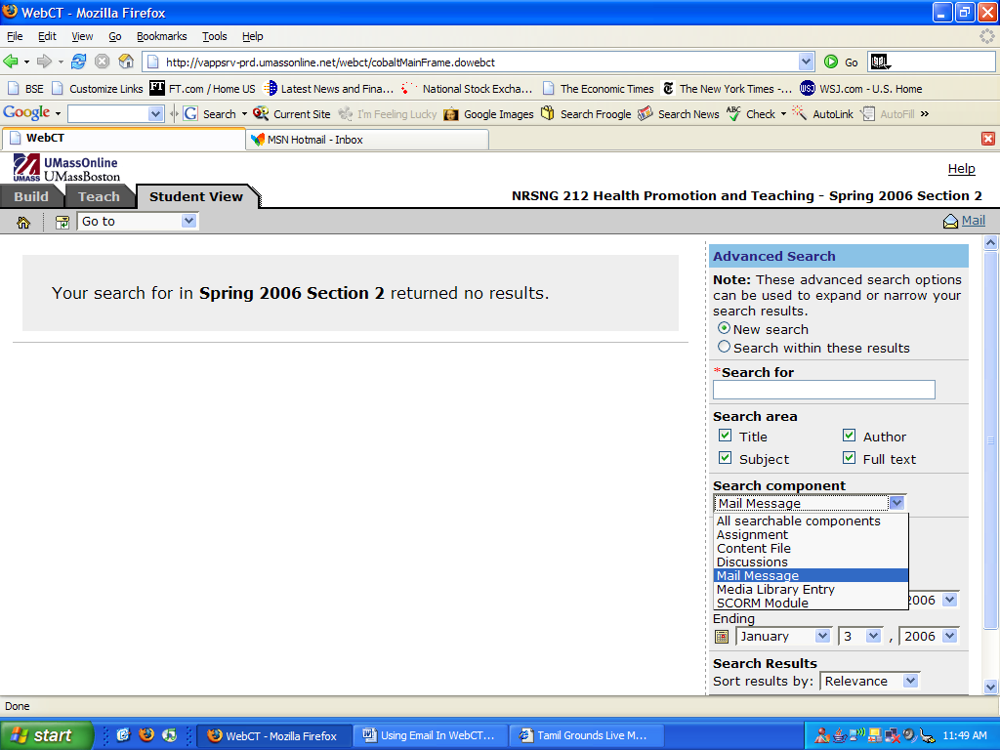 WebCT - Mozilla Firefox
File Edit View Go Bookmarks Tools Help
http://vappsrv-prd.umassonline.net/webct/cobaltMainFrame.dowebct Go
BSE Customize Links FT FT.com / Home US Latest News and Fina... National Stock Excha... The Economic Times The New York Times -... WSJ WSJ.com - U.S. Home
Google G Search Current Site I'm Feeling Lucky Google Images Search Froogle Search News ABC Check AutoLink AutoFill »
WebCT MSN Hotmail - Inbox
UMASS UMassOnline
UMassBoston
Help
Build Teach Student View NRSNG 212 Health Promotion and Teaching - Spring 2006 Section 2
Go to Mail
Your search for in Spring 2006 Section 2 returned no results.
Advanced Search
Note: These advanced search options
can be used to expand or narrow your
search results.
New search
Search within these results
*Search for
Search area
Title Author
Subject Full text
Search component
Mail Message
All searchable components
Assignment
Content File
Discussions
Mail Message
Media Library Entry
SCORM Module
2006
Ending
January 3 , 2006
Search Results
Sort results by: Relevance
Done
start WebCT - Mozilla Firefox Using Email In WebCT... Tamil Grounds Live M... 11:49 AM